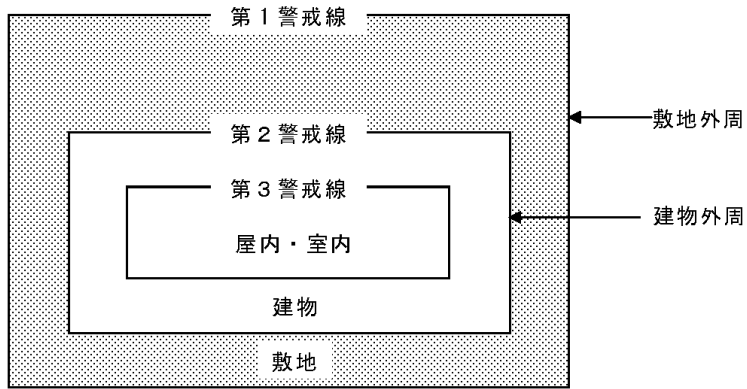 第１警戒線
敷地外周
第２警戒線
第３警戒線
建物外周
屋内・室内
建物
敷地